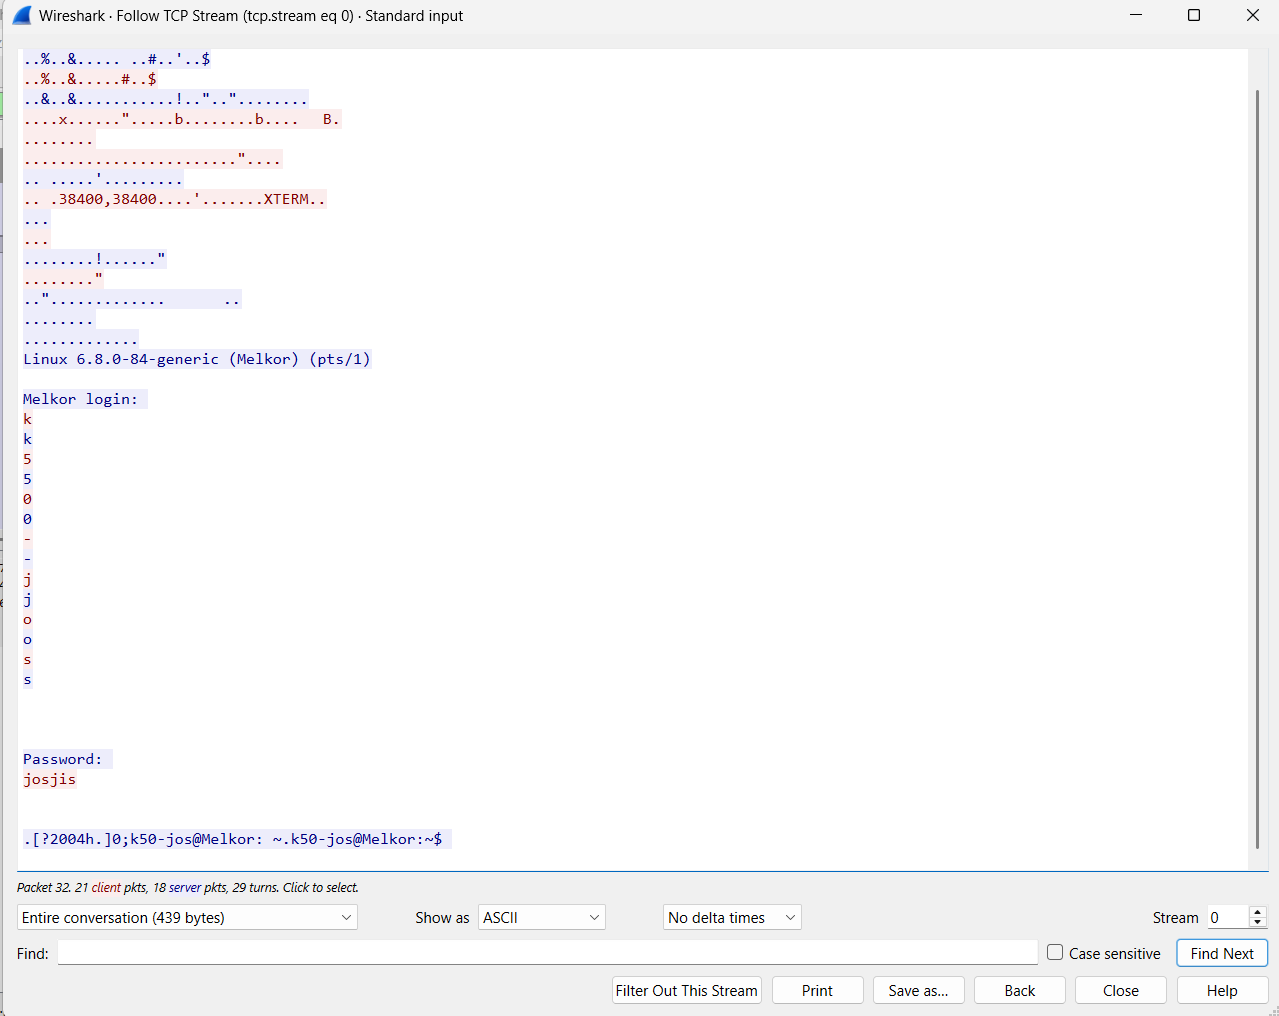 Wireshark · Follow TCP Stream (tcp.stream eq 0) · Standard input
..%..&..... ..#..'..$
..%..&.....#..$
..&..&...........!..".."........
....x......".....b........b.... B.
........
........................"....
.. .....'.........
.. .38400,38400....'.......XTERM..
...
...
........!......"
........"
.."............. ..
........
.............
Linux 6.8.0-84-generic (Melkor) (pts/1)
Melkor login:
k
k
5
5
0
0
-
-
j
j
o
o
s
s
Password:
josjis
.[?2004h.]0;k50-jos@Melkor: ~.k50-jos@Melkor:~$
Packet 32. 21 client pkts, 18 server pkts, 29 turns. Click to select.
Entire conversation (439 bytes) Show as ASCII No delta times Stream 0
Find: Case sensitive Find Next
Filter Out This Stream Print Save as... Back Close Help